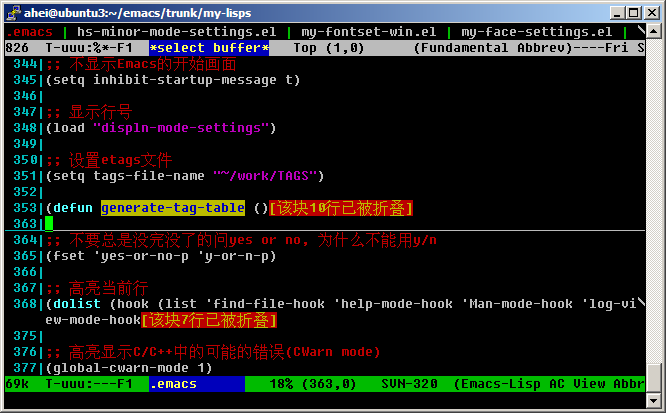 ahei@ubuntu3:~/emacs/trunk/my-lisps
.emacs | hs-minor-mode-settings.el | my-fontset-win.el | my-face-settings.el | \
826 T-uuu:%*-F1 *select buffer* Top (1,0) (Fundamental Abbrev)----Fri S
344 ;; 不显示Emacs的开始画面
345 (setq inhibit-startup-message t)
346
347 ;; 显示行号
348 (load "displn-mode-settings")
349
350 ;; 设置etags文件
351 (setq tags-file-name "~/work/TAGS")
352
353 (defun generate-tag-table ()[该块10行已被折叠]
363
364 ;; 不要总是没完没了的问yes or no, 为什么不能用y/n
365 (fset 'yes-or-no-p 'y-or-n-p)
366
367 ;; 高亮当前行
368 (dolist (hook (list 'find-file-hook 'help-mode-hook 'Man-mode-hook 'log-vi\
ew-mode-hook[该块7行已被折叠]
375
376 ;; 高亮显示C/C++中的可能的错误(CWarn mode)
377 (global-cwarn-mode 1)
69k T-uuu:---F1 .emacs 18% (363,0) SVN-320 (Emacs-Lisp AC View Abbr